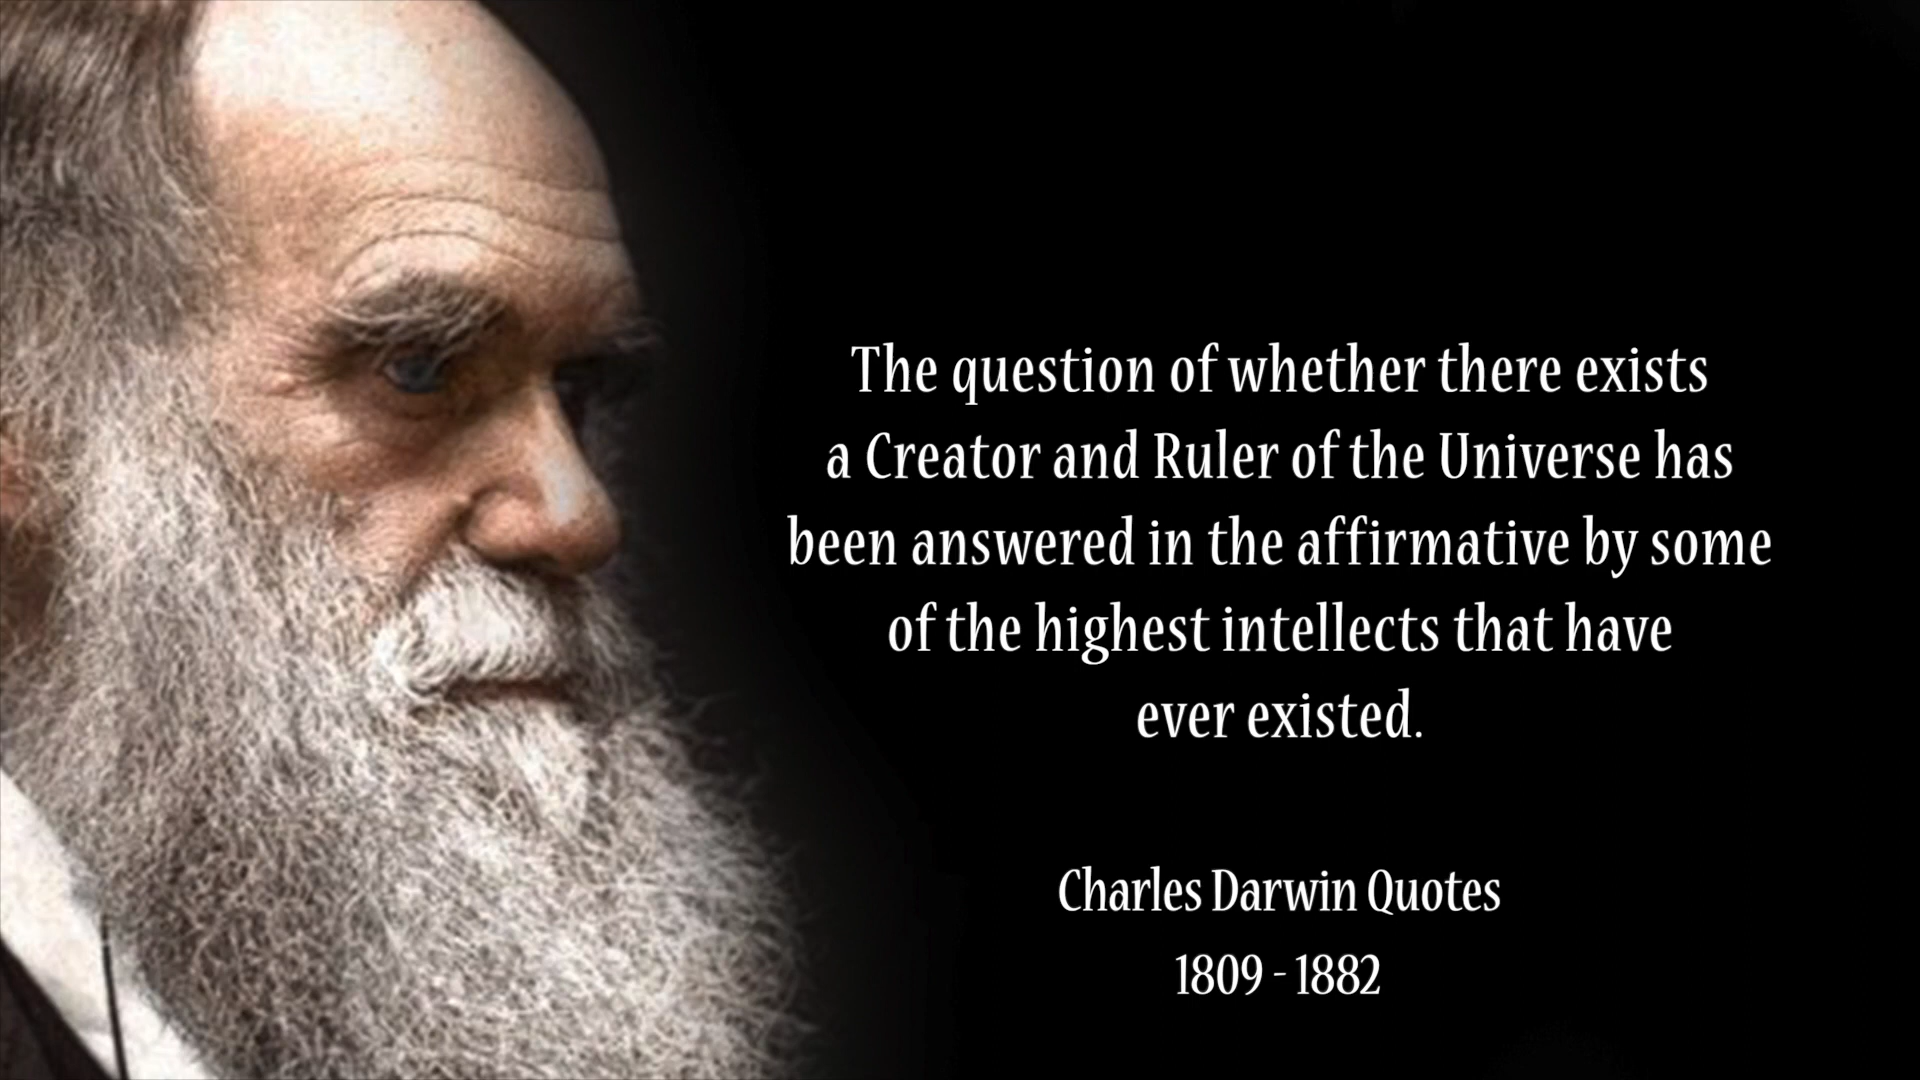 The question of whether there exists
a Creator and Ruler of the Universe has
been answered in the affirmative by some
of the highest intellects that have
ever existed.
Charles Darwin Quotes
1809 - 1882